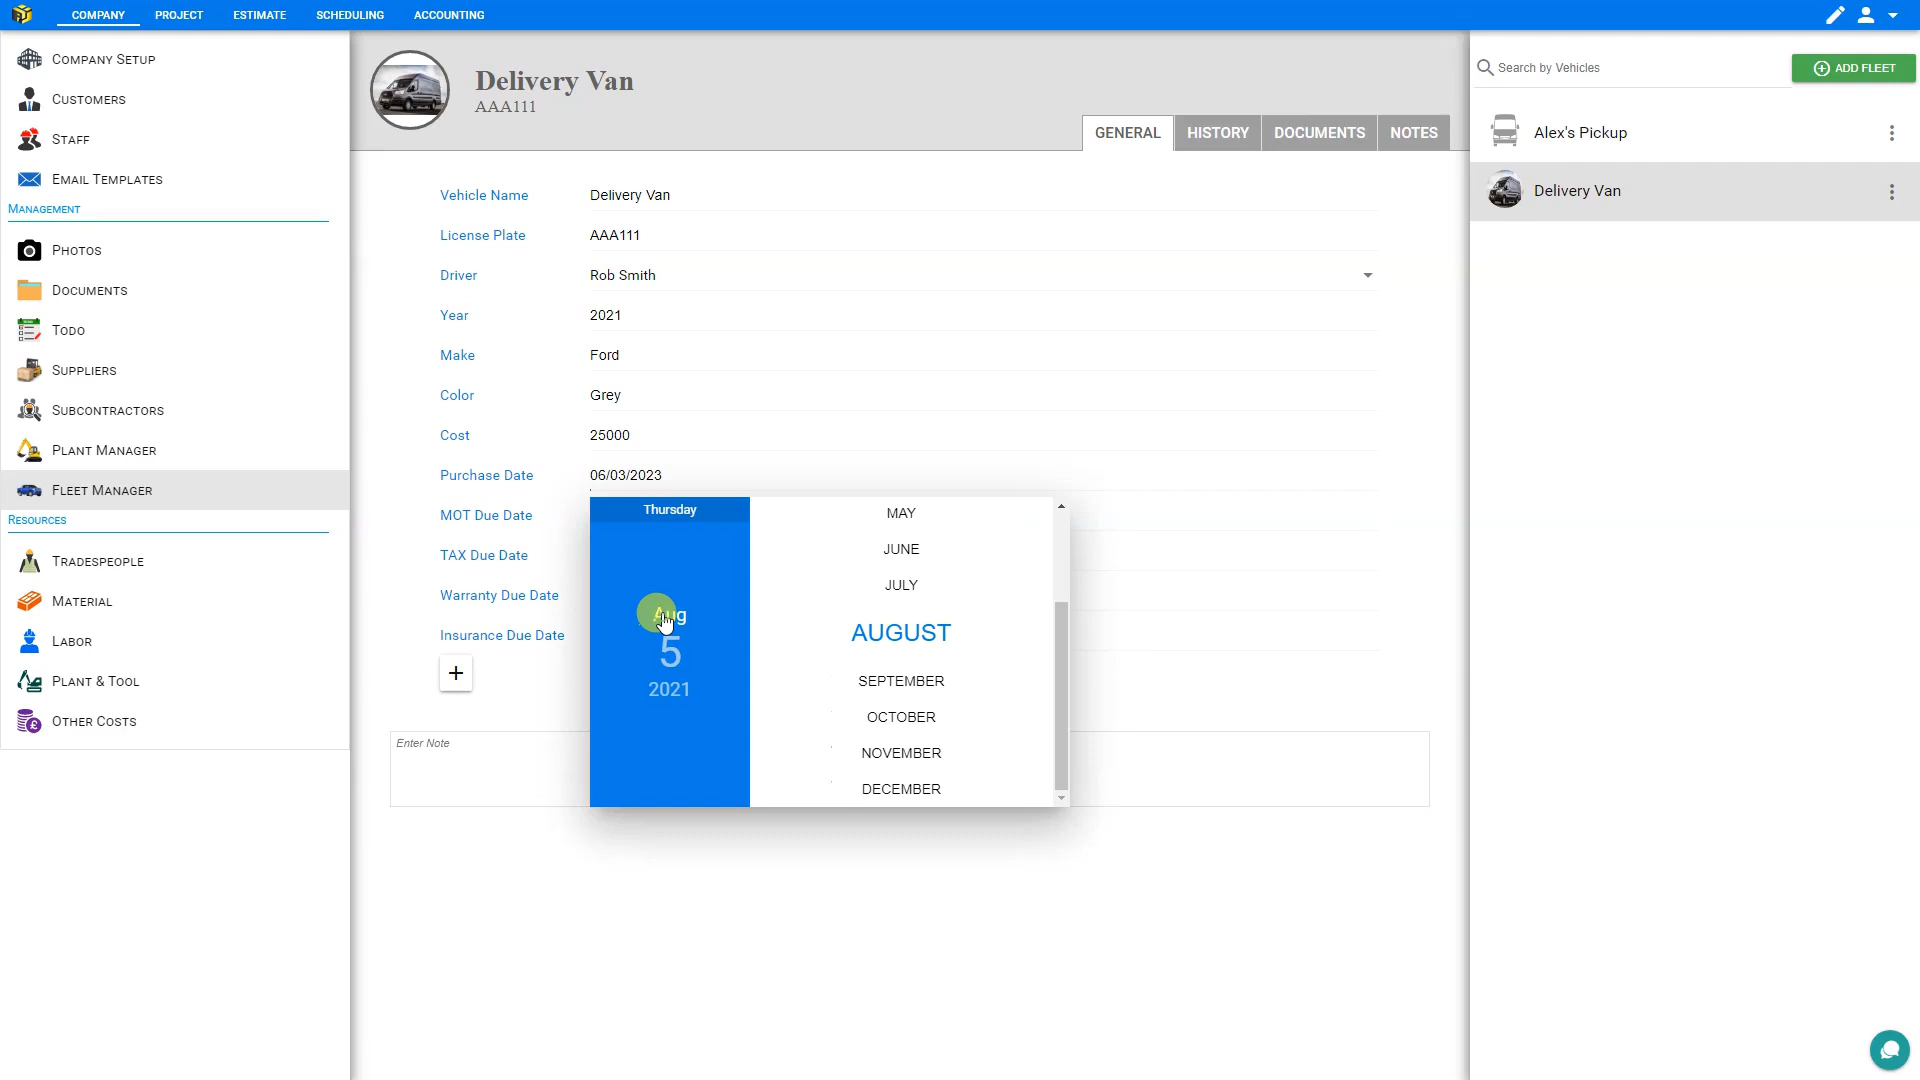 COMPANY PROJECT ESTIMATE SCHEDULING ACCOUNTING
COMPANY SETUP
CUSTOMERS
STAFF
EMAIL TEMPLATES
MANAGEMENT
PHOTOS
DOCUMENTS
TODO
SUPPLIERS
SUBCONTRACTORS
PLANT MANAGER
FLEET MANAGER
RESOURCES
TRADESPEOPLE
MATERIAL
LABOR
PLANT & TOOL
OTHER COSTS
Delivery Van
AAA111
GENERAL HISTORY DOCUMENTS NOTES
Vehicle Name Delivery Van
License Plate AAA111
Driver Rob Smith
Year 2021
Make Ford
Color Grey
Cost 25000
Purchase Date 06/03/2023
MOT Due Date
TAX Due Date
Warranty Due Date
Insurance Due Date
Thursday
Aug
5
2021
MAY
JUNE
JULY
AUGUST
SEPTEMBER
OCTOBER
NOVEMBER
DECEMBER
Enter Note
Search by Vehicles
ADD FLEET
Alex's Pickup
Delivery Van